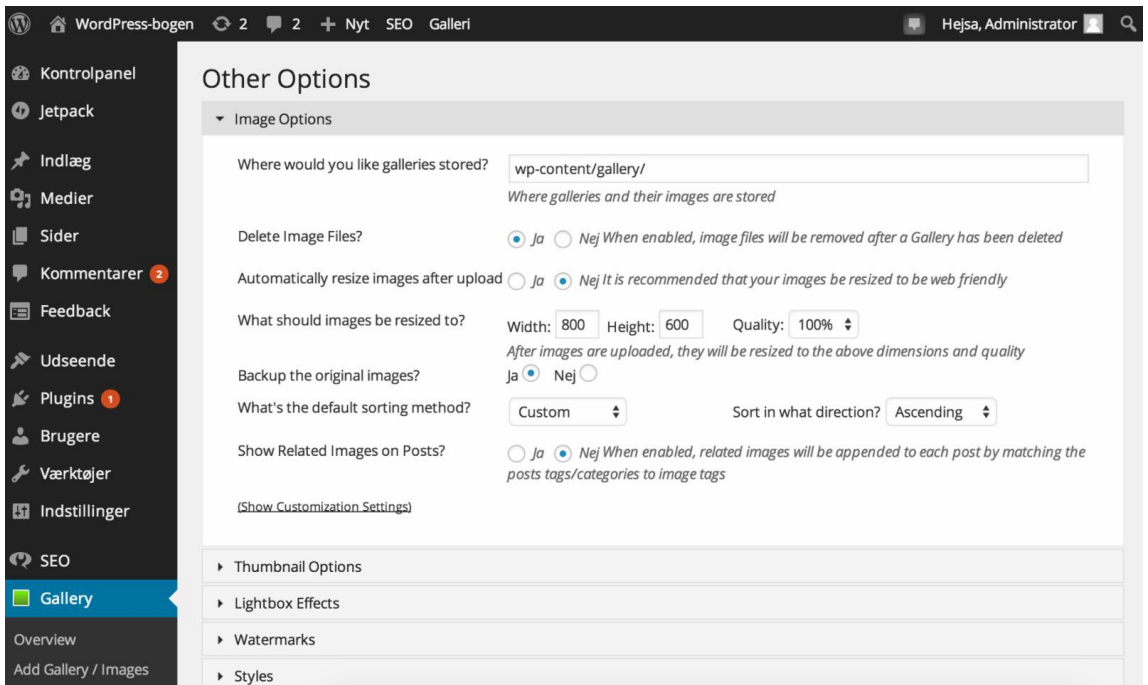 WordPress-bogen 2 2 + Nyt SEO Galleri Hejsa, Administrator
Kontrolpanel
Jetpack
Indlæg
Medier
Sider
Kommentarer 2
Feedback
Udseende
Plugins 1
Brugere
Værktøjer
Indstillinger
SEO
Gallery
Overview
Add Gallery / Images
Other Options
Image Options
Where would you like galleries stored? wp-content/gallery/
Where galleries and their images are stored
Delete Image Files? Ja Nej When enabled, image files will be removed after a Gallery has been deleted
Automatically resize images after upload Ja Nej It is recommended that your images be resized to be web friendly
What should images be resized to? Width: 800 Height: 600 Quality: 100%
After images are uploaded, they will be resized to the above dimensions and quality
Backup the original images? Ja Nej
What's the default sorting method? Custom Sort in what direction? Ascending
Show Related Images on Posts? Ja Nej When enabled, related images will be appended to each post by matching the
posts tags/categories to image tags
(Show Customization Settings)
Thumbnail Options
Lightbox Effects
Watermarks
Styles